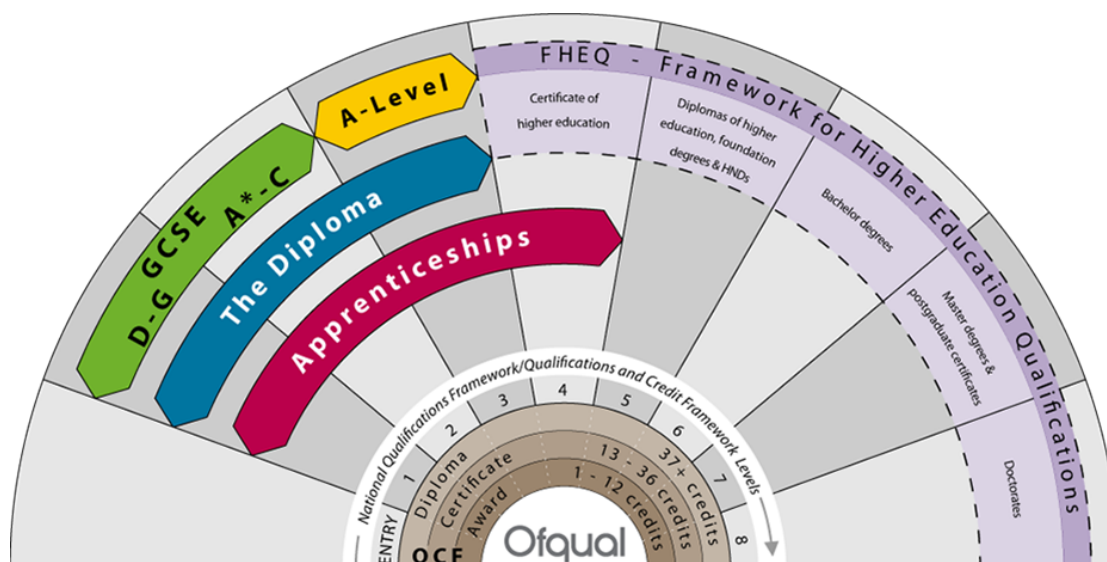 FHEQ - Framework for Higher Education Qualifications
A-Level
GCSE
D-G A*-C
The Diploma
Apprenticeships
Certificate of
higher education
Diplomas of higher
education, foundation
degrees & HNDs
Bachelor degrees
Master degrees &
postgraduate certificates
Doctorates
National Qualifications Framework/Qualifications and Credit Framework Levels
ENTRY 1 2 3 4 5 6 7 8
Diploma 37+ credits
Certificate 13 - 36 credits
Award 1 - 12 credits
QCF
Ofqual